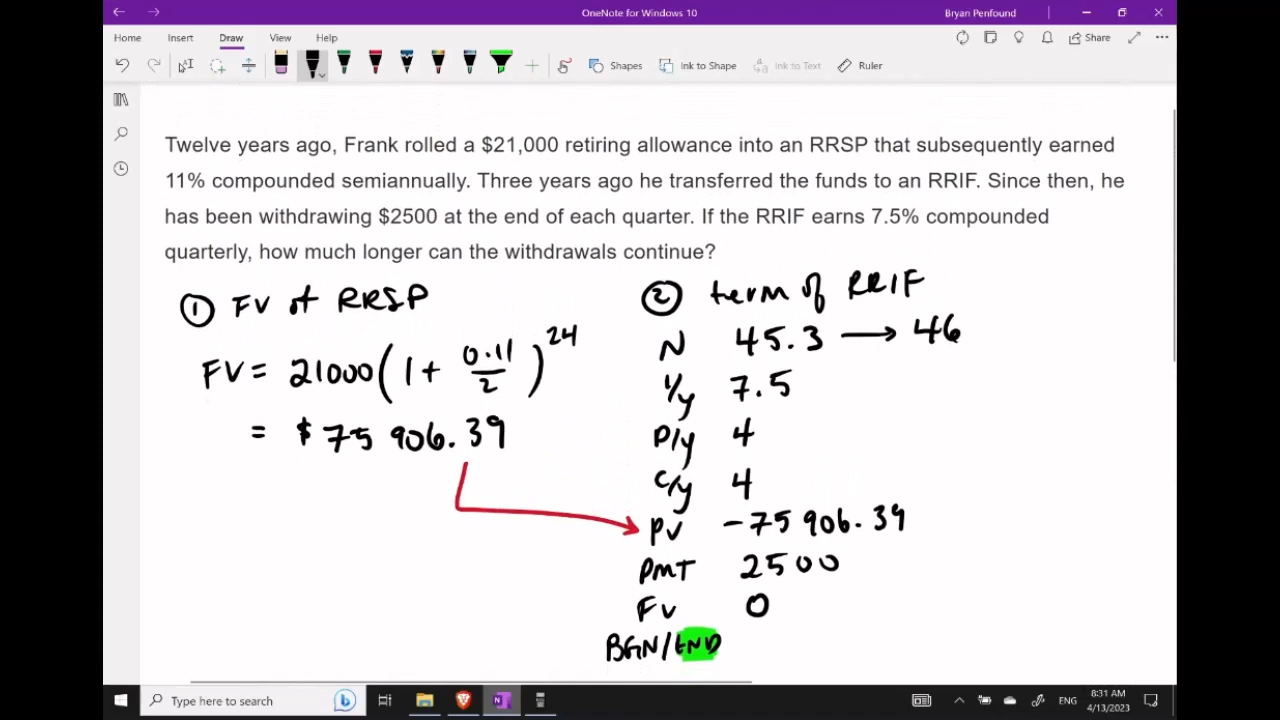 OneNote for Windows 10
Bryan Penfound
Home Insert Draw View Help
Share
Shapes Ink to Shape Ink to Text Ruler
Twelve years ago, Frank rolled a $21,000 retiring allowance into an RRSP that subsequently earned
11% compounded semiannually. Three years ago he transferred the funds to an RRIF. Since then, he
has been withdrawing $2500 at the end of each quarter. If the RRIF earns 7.5% compounded
quarterly, how much longer can the withdrawals continue?
① FV of RRSP
FV = 21000(1 + 0.11/2)^24
= $75 906.39
② term of RRIF
N 45.3 → 46
I/y 7.5
P/y 4
C/y 4
PV -75 906.39
PMT 2500
FV 0
BGN/END
Type here to search
ENG
8:31 AM
4/13/2023